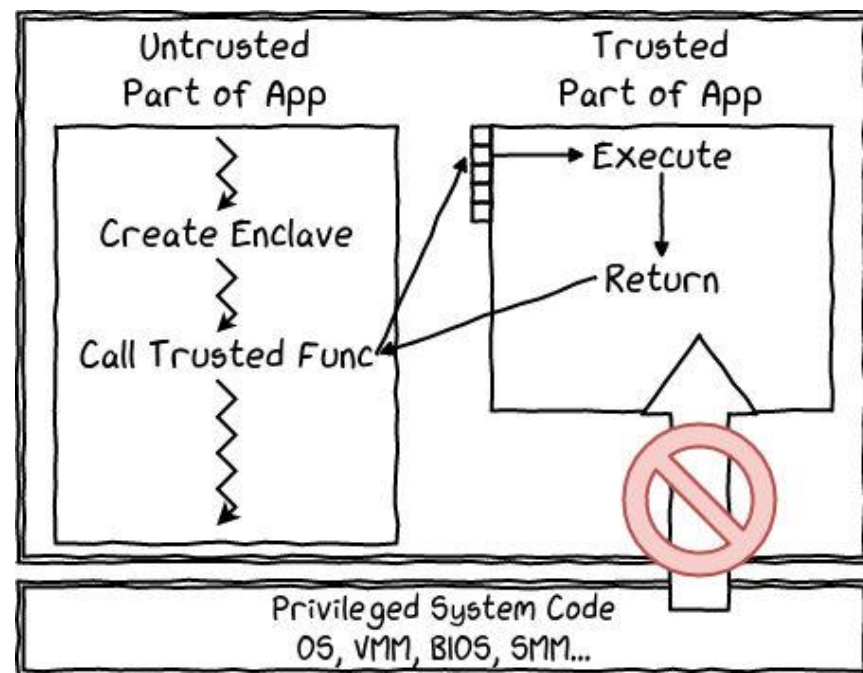 Untrusted
Part of App
Trusted
Part of App
Create Enclave
Call Trusted Func
Execute
Return
Privileged System Code
OS, VMM, BIOS, SMM...